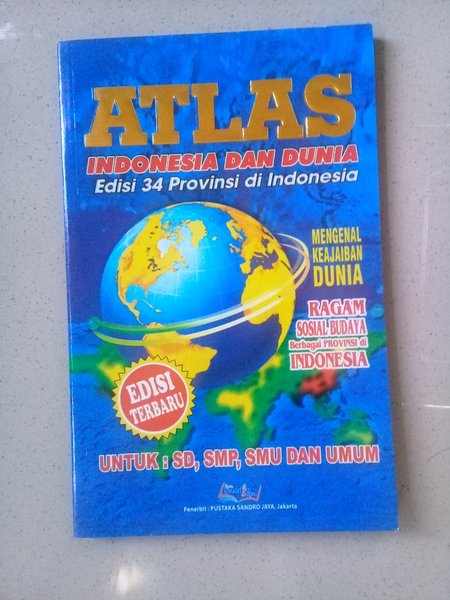 ATLAS
INDONESIA DAN DUNIA
Edisi 34 Provinsi di Indonesia
MENGENAL
KEAJAIBAN
DUNIA
RAGAM
SOSIAL BUDAYA
Berbagai PROVINSI di
INDONESIA
EDISI
TERBARU
UNTUK : SD, SMP, SMU DAN UMUM
Penerbit : PUSTAKA SANDRO JAYA, Jakarta